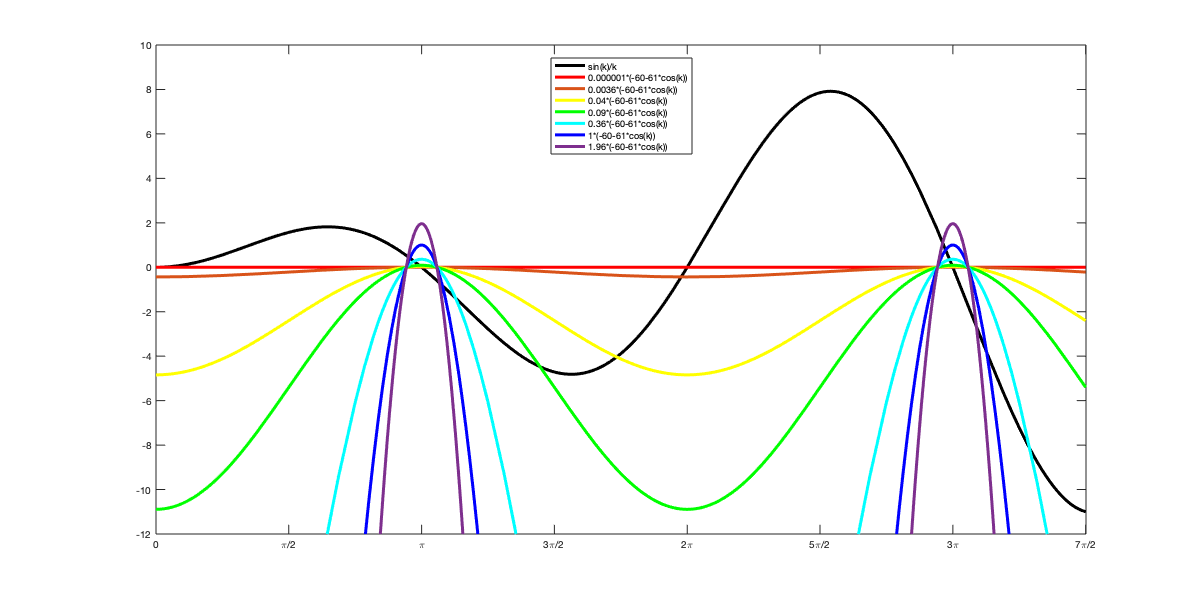 10
8
6
4
2
0
-2
-4
-6
-8
-10
-12
sin(k)/k
0.000001*(-60-61*cos(k))
0.0036*(-60-61*cos(k))
0.04*(-60-61*cos(k))
0.09*(-60-61*cos(k))
0.36*(-60-61*cos(k))
1*(-60-61*cos(k))
1.96*(-60-61*cos(k))
0 π/2 π 3π/2 2π 5π/2 3π 7π/2